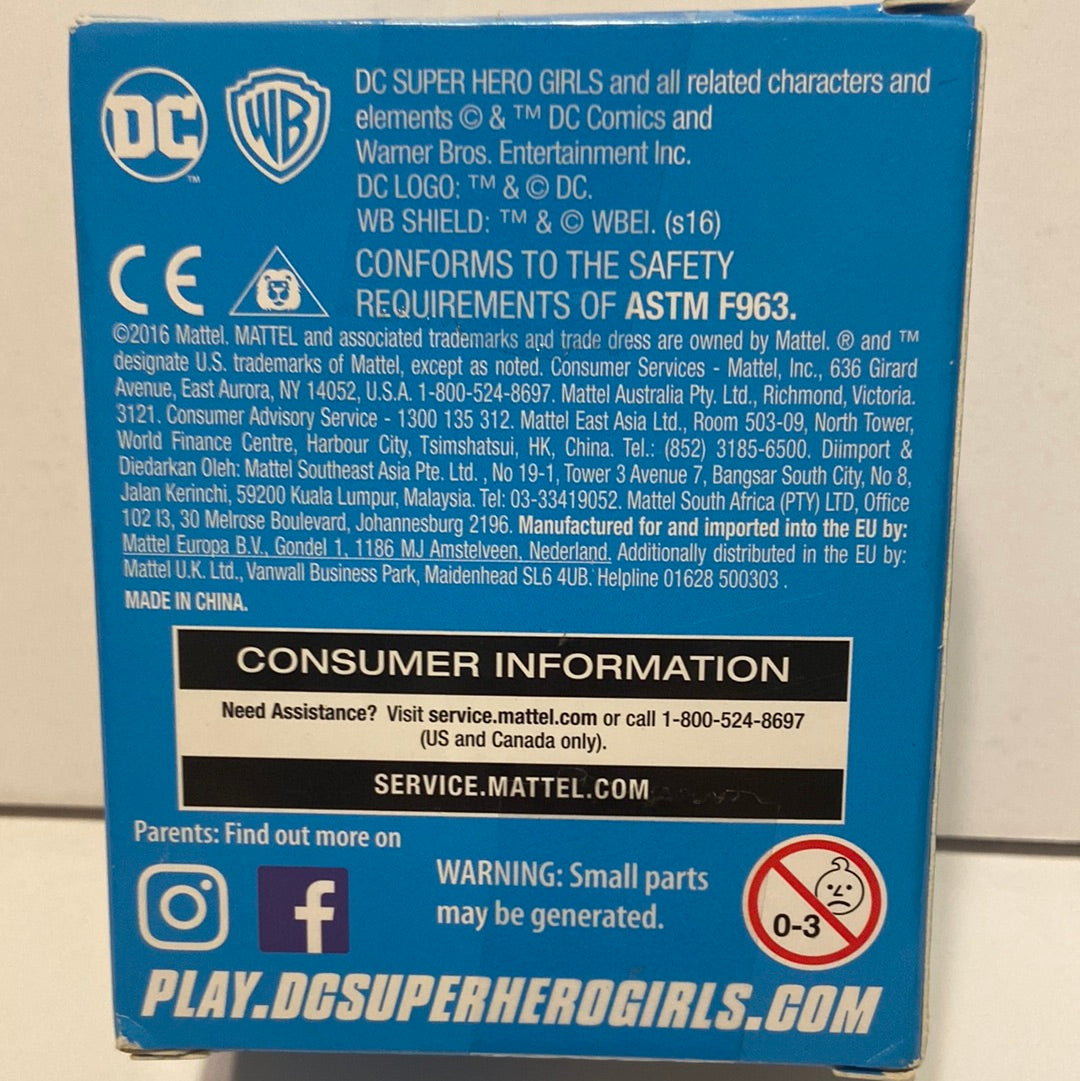 DC
TM
WB
DC SUPER HERO GIRLS and all related characters and
elements © & ™ DC Comics and
Warner Bros. Entertainment Inc.
DC LOGO: ™ & © DC.
WB SHIELD: ™ & © WBEI. (s16)
CE
CONFORMS TO THE SAFETY
REQUIREMENTS OF ASTM F963.
©2016 Mattel. MATTEL and associated trademarks and trade dress are owned by Mattel. ® and ™
designate U.S. trademarks of Mattel, except as noted. Consumer Services - Mattel, Inc., 636 Girard
Avenue, East Aurora, NY 14052, U.S.A. 1-800-524-8697. Mattel Australia Pty. Ltd., Richmond, Victoria.
3121. Consumer Advisory Service - 1300 135 312. Mattel East Asia Ltd., Room 503-09, North Tower,
World Finance Centre, Harbour City, Tsimshatsui, HK, China. Tel.: (852) 3185-6500. Diimport &
Diedarkan Oleh: Mattel Southeast Asia Pte. Ltd. , No 19-1, Tower 3 Avenue 7, Bangsar South City, No 8,
Jalan Kerinchi, 59200 Kuala Lumpur, Malaysia. Tel: 03-33419052. Mattel South Africa (PTY) LTD, Office
102 I3, 30 Melrose Boulevard, Johannesburg 2196. Manufactured for and imported into the EU by:
Mattel Europa B.V., Gondel 1, 1186 MJ Amstelveen, Nederland. Additionally distributed in the EU by:
Mattel U.K. Ltd., Vanwall Business Park, Maidenhead SL6 4UB. Helpline 01628 500303 .
MADE IN CHINA.
CONSUMER INFORMATION
Need Assistance? Visit service.mattel.com or call 1-800-524-8697
(US and Canada only).
SERVICE.MATTEL.COM
Parents: Find out more on
f
WARNING: Small parts
may be generated.
0-3
PLAY.DCSUPERHEROGIRLS.COM